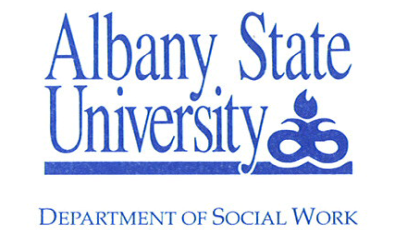 Albany State
University
DEPARTMENT OF SOCIAL WORK